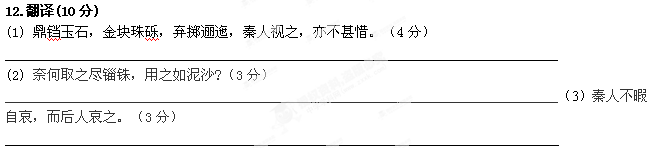 12.翻译(10 分)
(1) 鼎铛玉石，金块珠砾，弃掷逦迤，秦人视之，亦不甚惜。(4 分)
(2) 奈何取之尽锱铢，用之如泥沙?(3 分)
(3) 秦人不暇
自哀，而后人哀之。(3 分)